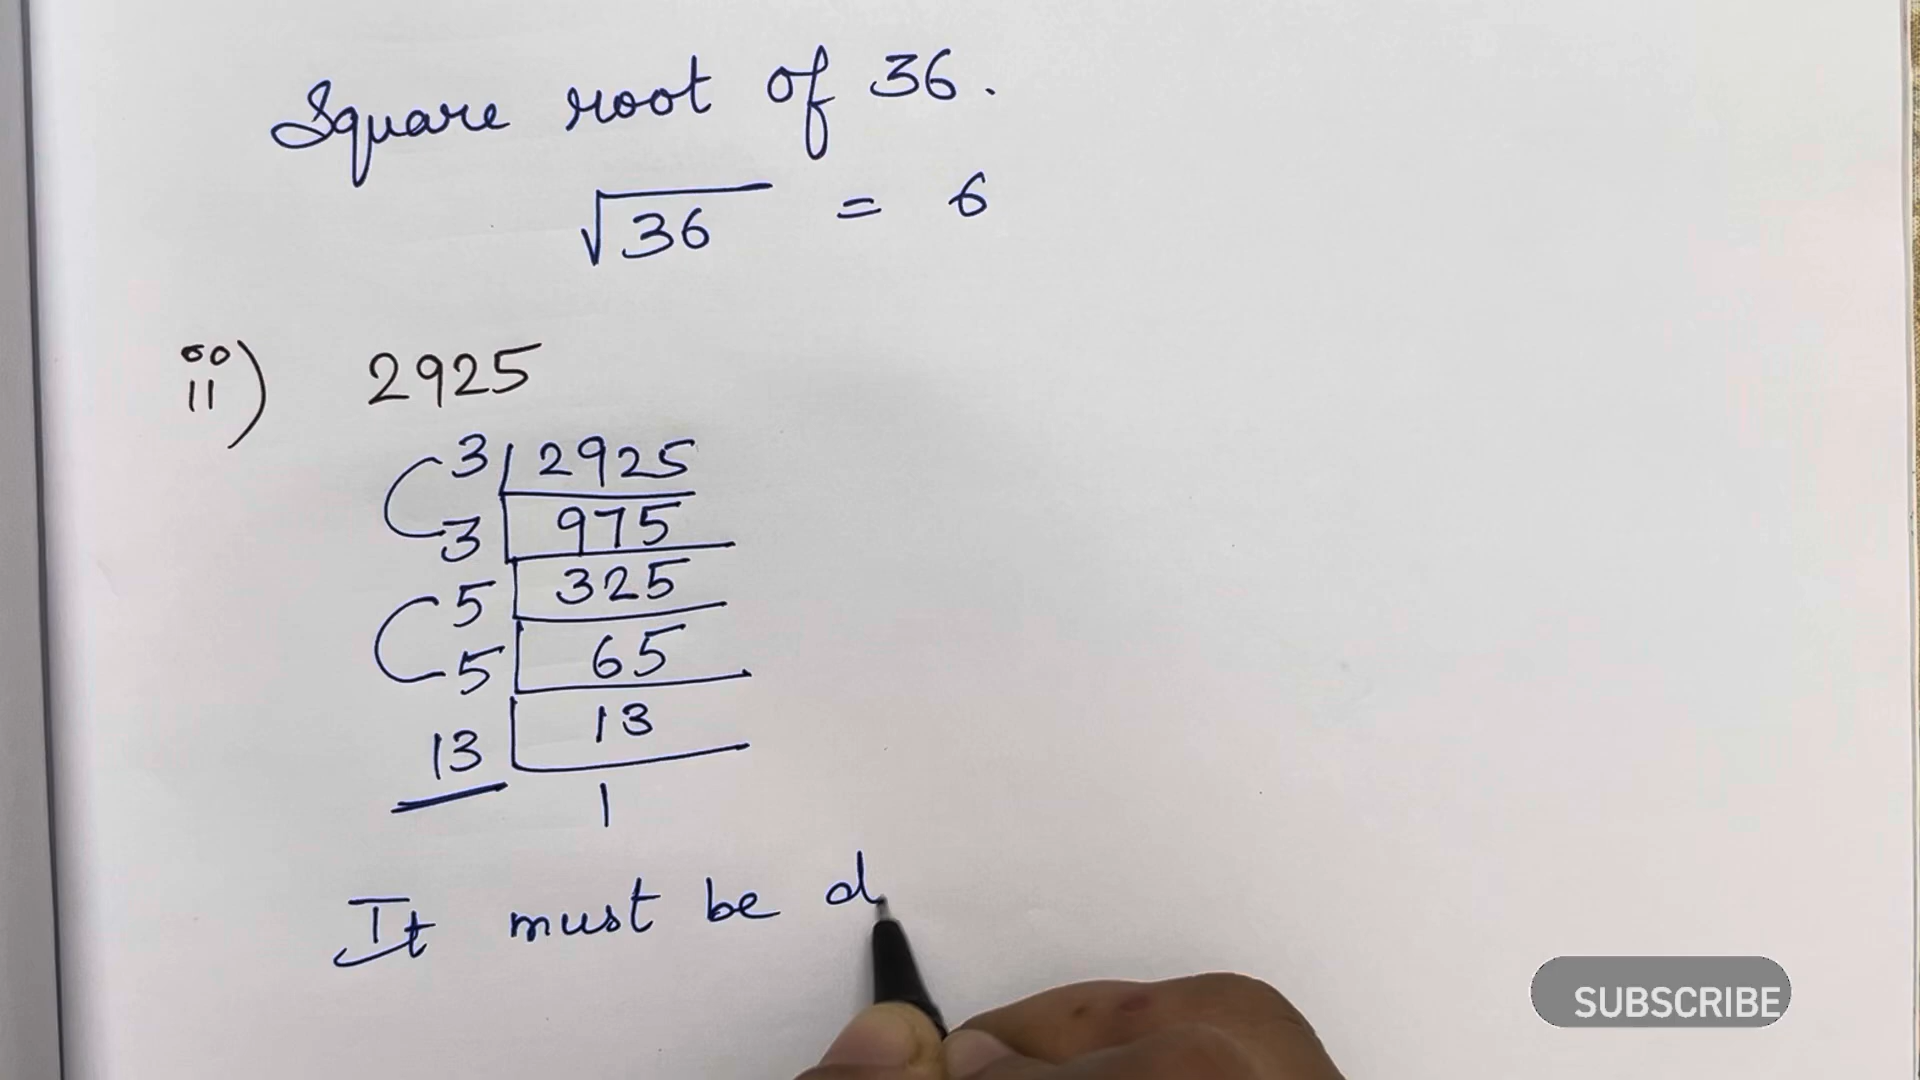 Square root of 36.
√36 = 6
ii) 2925
3 | 2925
3 | 975
5 | 325
5 | 65
13 | 13
1
It must be d
SUBSCRIBE